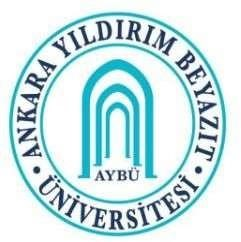 ANKARA YILDIRIM BEYAZIT
ÜNİVERSİTESİ
AYBÜ